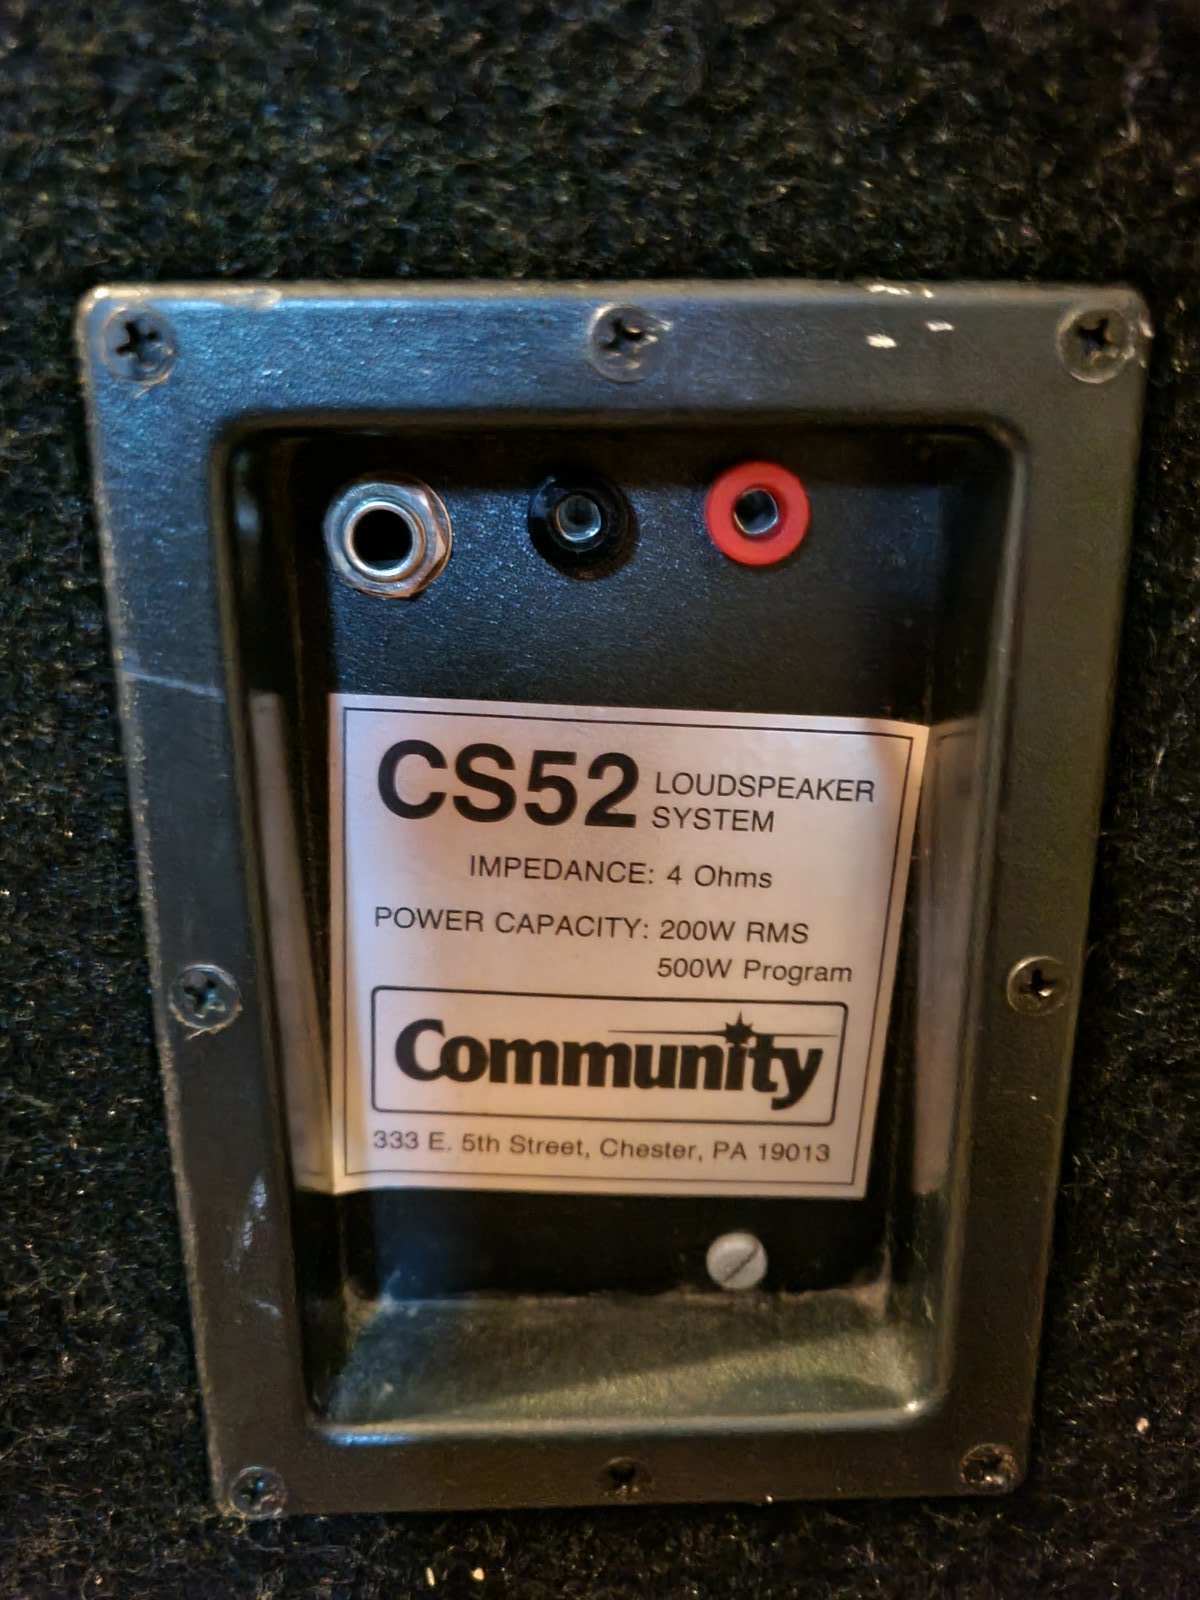 CS52 LOUDSPEAKER
SYSTEM
IMPEDANCE: 4 Ohms
POWER CAPACITY: 200W RMS
500W Program
Community
333 E. 5th Street, Chester, PA 19013